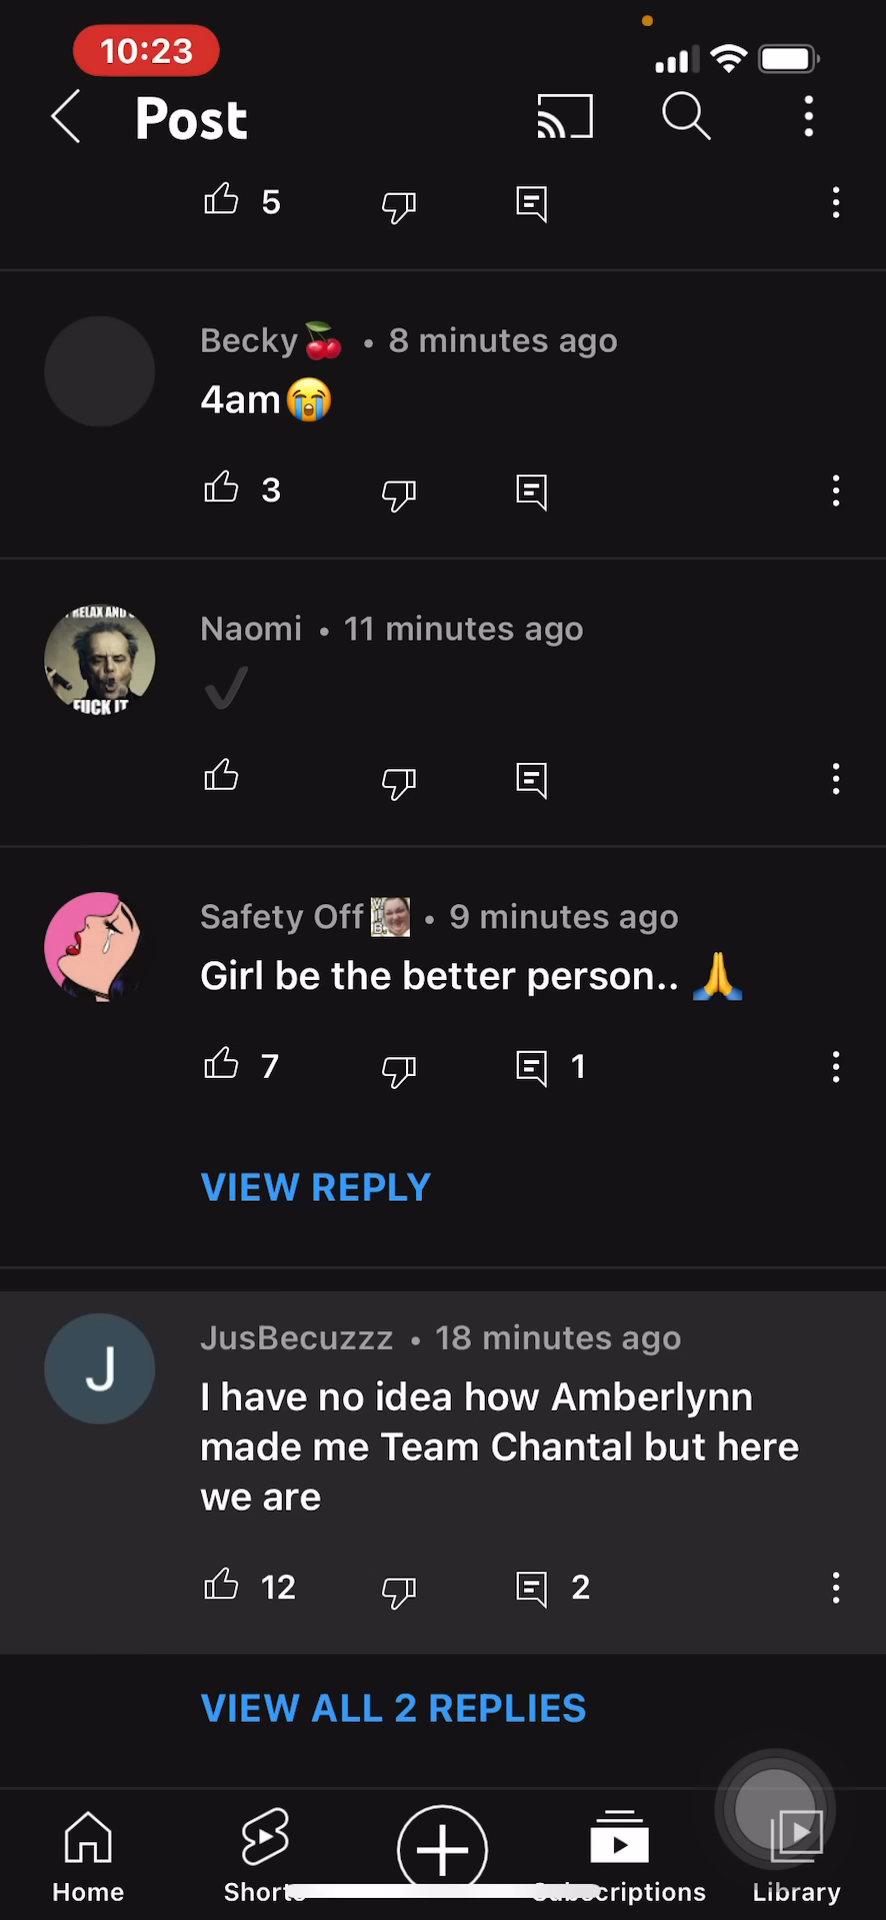 10:23
Post
5
Becky🍒 • 8 minutes ago
4am😭
3
RELAX AND
FUCK IT
Naomi • 11 minutes ago
✔
Safety Off • 9 minutes ago
Girl be the better person.. 🙏
7 1
VIEW REPLY
J
JusBecuzzz • 18 minutes ago
I have no idea how Amberlynn
made me Team Chantal but here
we are
12 2
VIEW ALL 2 REPLIES
Home Shorts Subscriptions Library